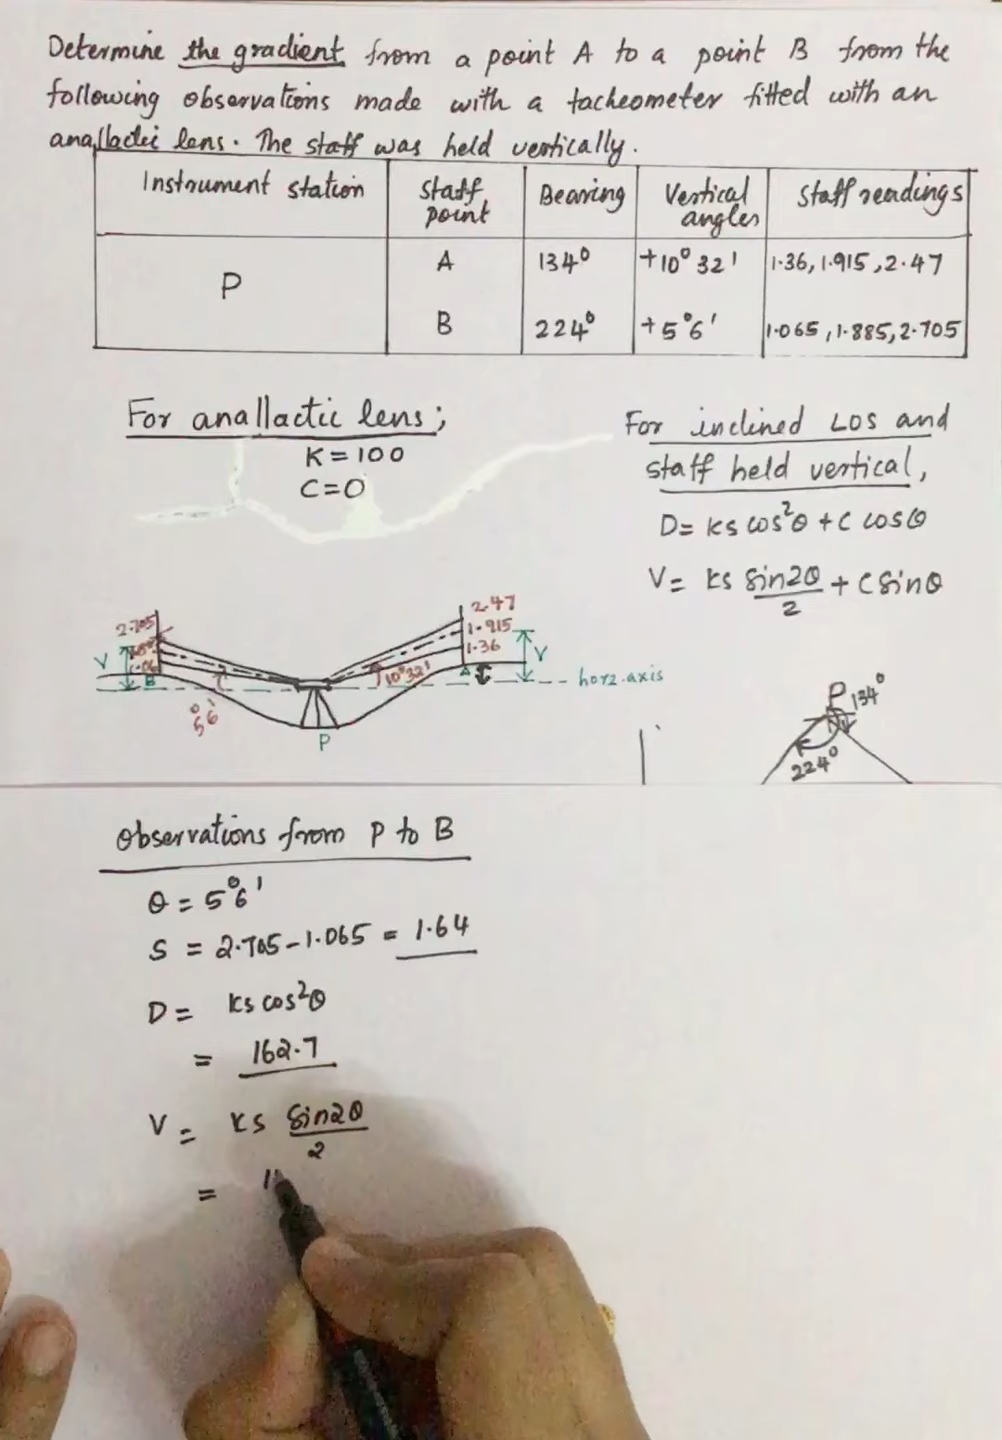 Determine the gradient from a point A to a point B from the
following observations made with a tacheometer fitted with an
anallactic lens. The staff was held vertically.
Instrument station
Staff point
Bearing
Vertical angles
Staff readings
P
A
134°
+10° 32'
1.36, 1.915, 2.47
B
224°
+5°6'
1.065, 1.885, 2.705
For anallactic lens;
K = 100
C = 0
For inclined LOS and
staff held vertical,
D = KS cos²θ + C cosθ
V = KS sin2θ/2 + C sinθ
2.705
V
B
5°6'
P
10°32'
2.47
1.915
1.36
A
V
horz.axis
P
134°
224°
Observations from P to B
θ = 5°6'
S = 2.705 - 1.065 = 1.64
D = KS cos²θ
= 162.7
V = KS sin2θ/2
= 1